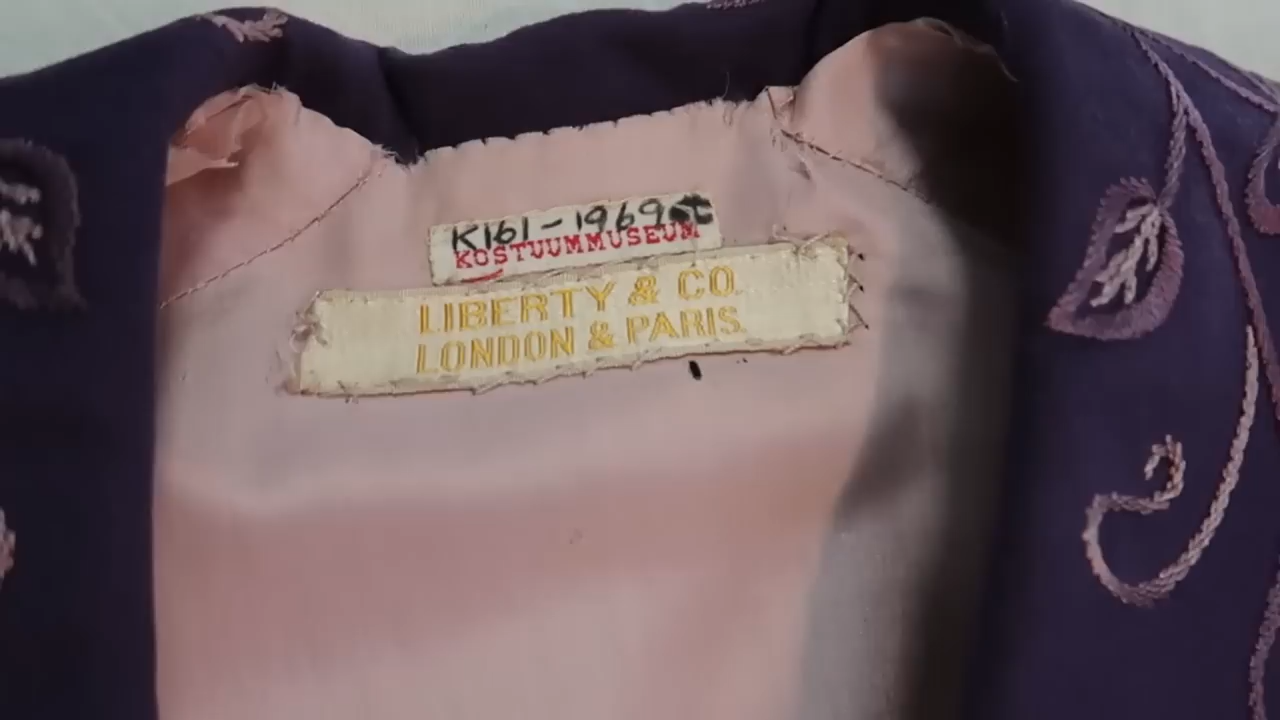 K161-1969
KOSTUUMMUSEUM
LIBERTY & CO.
LONDON & PARIS.